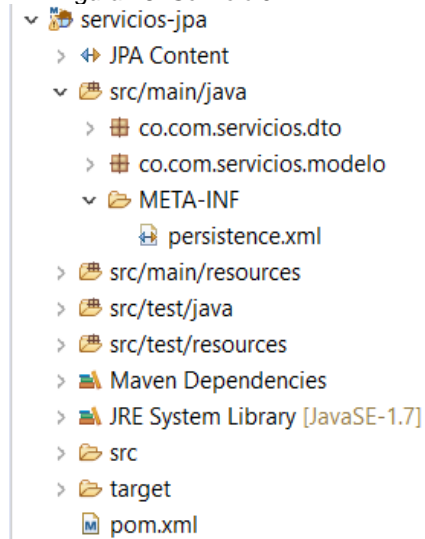 servicios-jpa
JPA Content
src/main/java
co.com.servicios.dto
co.com.servicios.modelo
META-INF
persistence.xml
src/main/resources
src/test/java
src/test/resources
Maven Dependencies
JRE System Library [JavaSE-1.7]
src
target
pom.xml